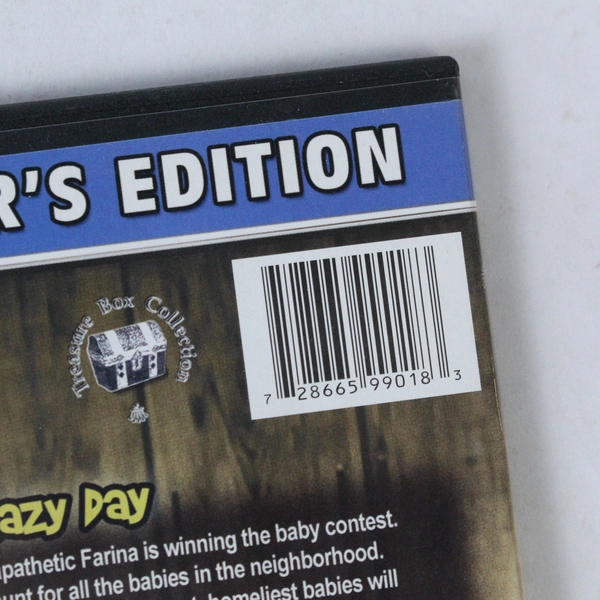 R'S EDITION
Treasure Box Collection
7 28665 99018 3
azy Day
pathetic Farina is winning the baby contest.
unt for all the babies in the neighborhood.
homeliest babies will